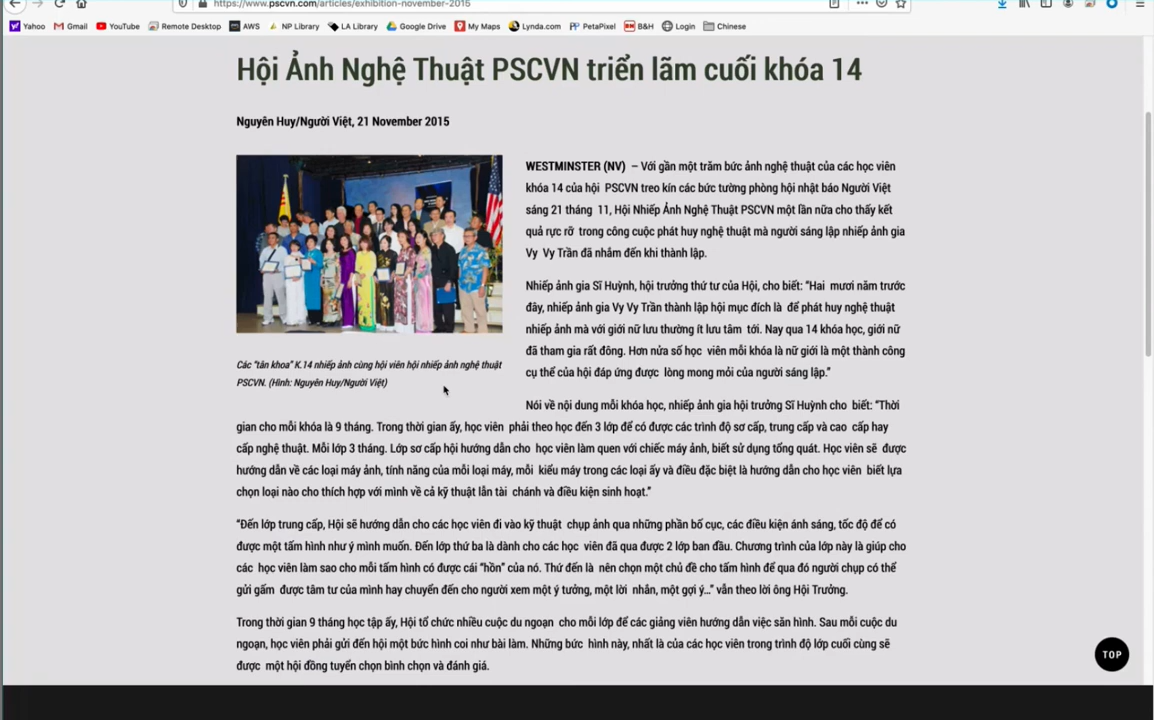 https://www.pscvn.com/articles/exhibition-november-2015
Yahoo Gmail YouTube Remote Desktop AWS NP Library LA Library Google Drive My Maps Lynda.com PetaPixel B&H Login Chinese
Hội Ảnh Nghệ Thuật PSCVN triển lãm cuối khóa 14
Nguyên Huy/Người Việt, 21 November 2015
WESTMINSTER (NV) – Với gần một trăm bức ảnh nghệ thuật của các học viên
khóa 14 của hội PSCVN treo kín các bức tường phòng hội nhật báo Người Việt
sáng 21 tháng 11, Hội Nhiếp Ảnh Nghệ Thuật PSCVN một lần nữa cho thấy kết
quả rực rỡ trong công cuộc phát huy nghệ thuật mà người sáng lập nhiếp ảnh gia
Vy Vy Trần đã nhắm đến khi thành lập.
Nhiếp ảnh gia Sĩ Huỳnh, hội trưởng thứ tư của Hội, cho biết: “Hai mươi năm trước
đây, nhiếp ảnh gia Vy Vy Trần thành lập hội mục đích là để phát huy nghệ thuật
nhiếp ảnh mà với giới nữ lưu thường ít lưu tâm tới. Nay qua 14 khóa học, giới nữ
đã tham gia rất đông. Hơn nửa số học viên mỗi khóa là nữ giới là một thành công
cụ thể của hội đáp ứng được lòng mong mỏi của người sáng lập.”
Các “tân khoa” K.14 nhiếp ảnh cùng hội viên hội nhiếp ảnh nghệ thuật
PSCVN. (Hình: Nguyên Huy/Người Việt)
Nói về nội dung mỗi khóa học, nhiếp ảnh gia hội trưởng Sĩ Huỳnh cho biết: “Thời
gian cho mỗi khóa là 9 tháng. Trong thời gian ấy, học viên phải theo học đến 3 lớp để có được các trình độ sơ cấp, trung cấp và cao cấp hay
cấp nghệ thuật. Mỗi lớp 3 tháng. Lớp sơ cấp hội hướng dẫn cho học viên làm quen với chiếc máy ảnh, biết sử dụng tổng quát. Học viên sẽ được
hướng dẫn về các loại máy ảnh, tính năng của mỗi loại máy, mỗi kiểu máy trong các loại ấy và điều đặc biệt là hướng dẫn cho học viên biết lựa
chọn loại nào cho thích hợp với mình về cả kỹ thuật lẫn tài chánh và điều kiện sinh hoạt.”
“Đến lớp trung cấp, Hội sẽ hướng dẫn cho các học viên đi vào kỹ thuật chụp ảnh qua những phần bố cục, các điều kiện ánh sáng, tốc độ để có
được một tấm hình như ý mình muốn. Đến lớp thứ ba là dành cho các học viên đã qua được 2 lớp ban đầu. Chương trình của lớp này là giúp cho
các học viên làm sao cho mỗi tấm hình có được cái “hồn” của nó. Thứ đến là nên chọn một chủ đề cho tấm hình để qua đó người chụp có thể
gửi gấm được tâm tư của mình hay chuyển đến cho người xem một ý tưởng, một lời nhắn, một gợi ý…” vẫn theo lời ông Hội Trưởng.
Trong thời gian 9 tháng học tập ấy, Hội tổ chức nhiều cuộc du ngoạn cho mỗi lớp để các giảng viên hướng dẫn việc săn hình. Sau mỗi cuộc du
ngoạn, học viên phải gửi đến hội một bức hình coi như bài làm. Những bức hình này, nhất là của các học viên trong trình độ lớp cuối cùng sẽ
được một hội đồng tuyển chọn bình chọn và đánh giá.
TOP